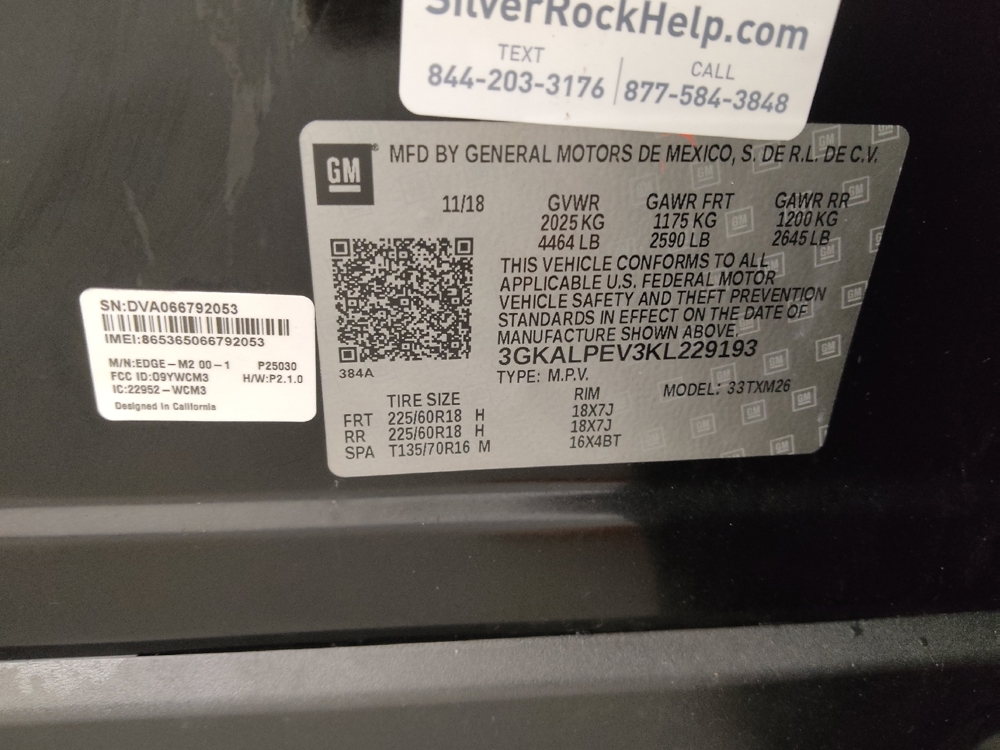 SilverRockHelp.com
TEXT
844-203-3176
CALL
877-584-3848
GM
MFD BY GENERAL MOTORS DE MEXICO, S. DE R.L. DE C.V.
11/18 GVWR GAWR FRT GAWR RR
2025 KG 1175 KG 1200 KG
4464 LB 2590 LB 2645 LB
THIS VEHICLE CONFORMS TO ALL
APPLICABLE U.S. FEDERAL MOTOR
VEHICLE SAFETY AND THEFT PREVENTION
STANDARDS IN EFFECT ON THE DATE OF
MANUFACTURE SHOWN ABOVE.
3GKALPEV3KL229193
TYPE: M.P.V. MODEL: 33TXM26
384A
TIRE SIZE RIM
FRT 225/60R18 H 18X7J
RR 225/60R18 H 18X7J
SPA T135/70R16 M 16X4BT
SN:DVA066792053
IMEI:865365066792053
M/N:EDGE-M2 00-1 P25030
FCC ID:O9YWCM3 H/W:P2.1.0
IC:22952-WCM3
Designed in California